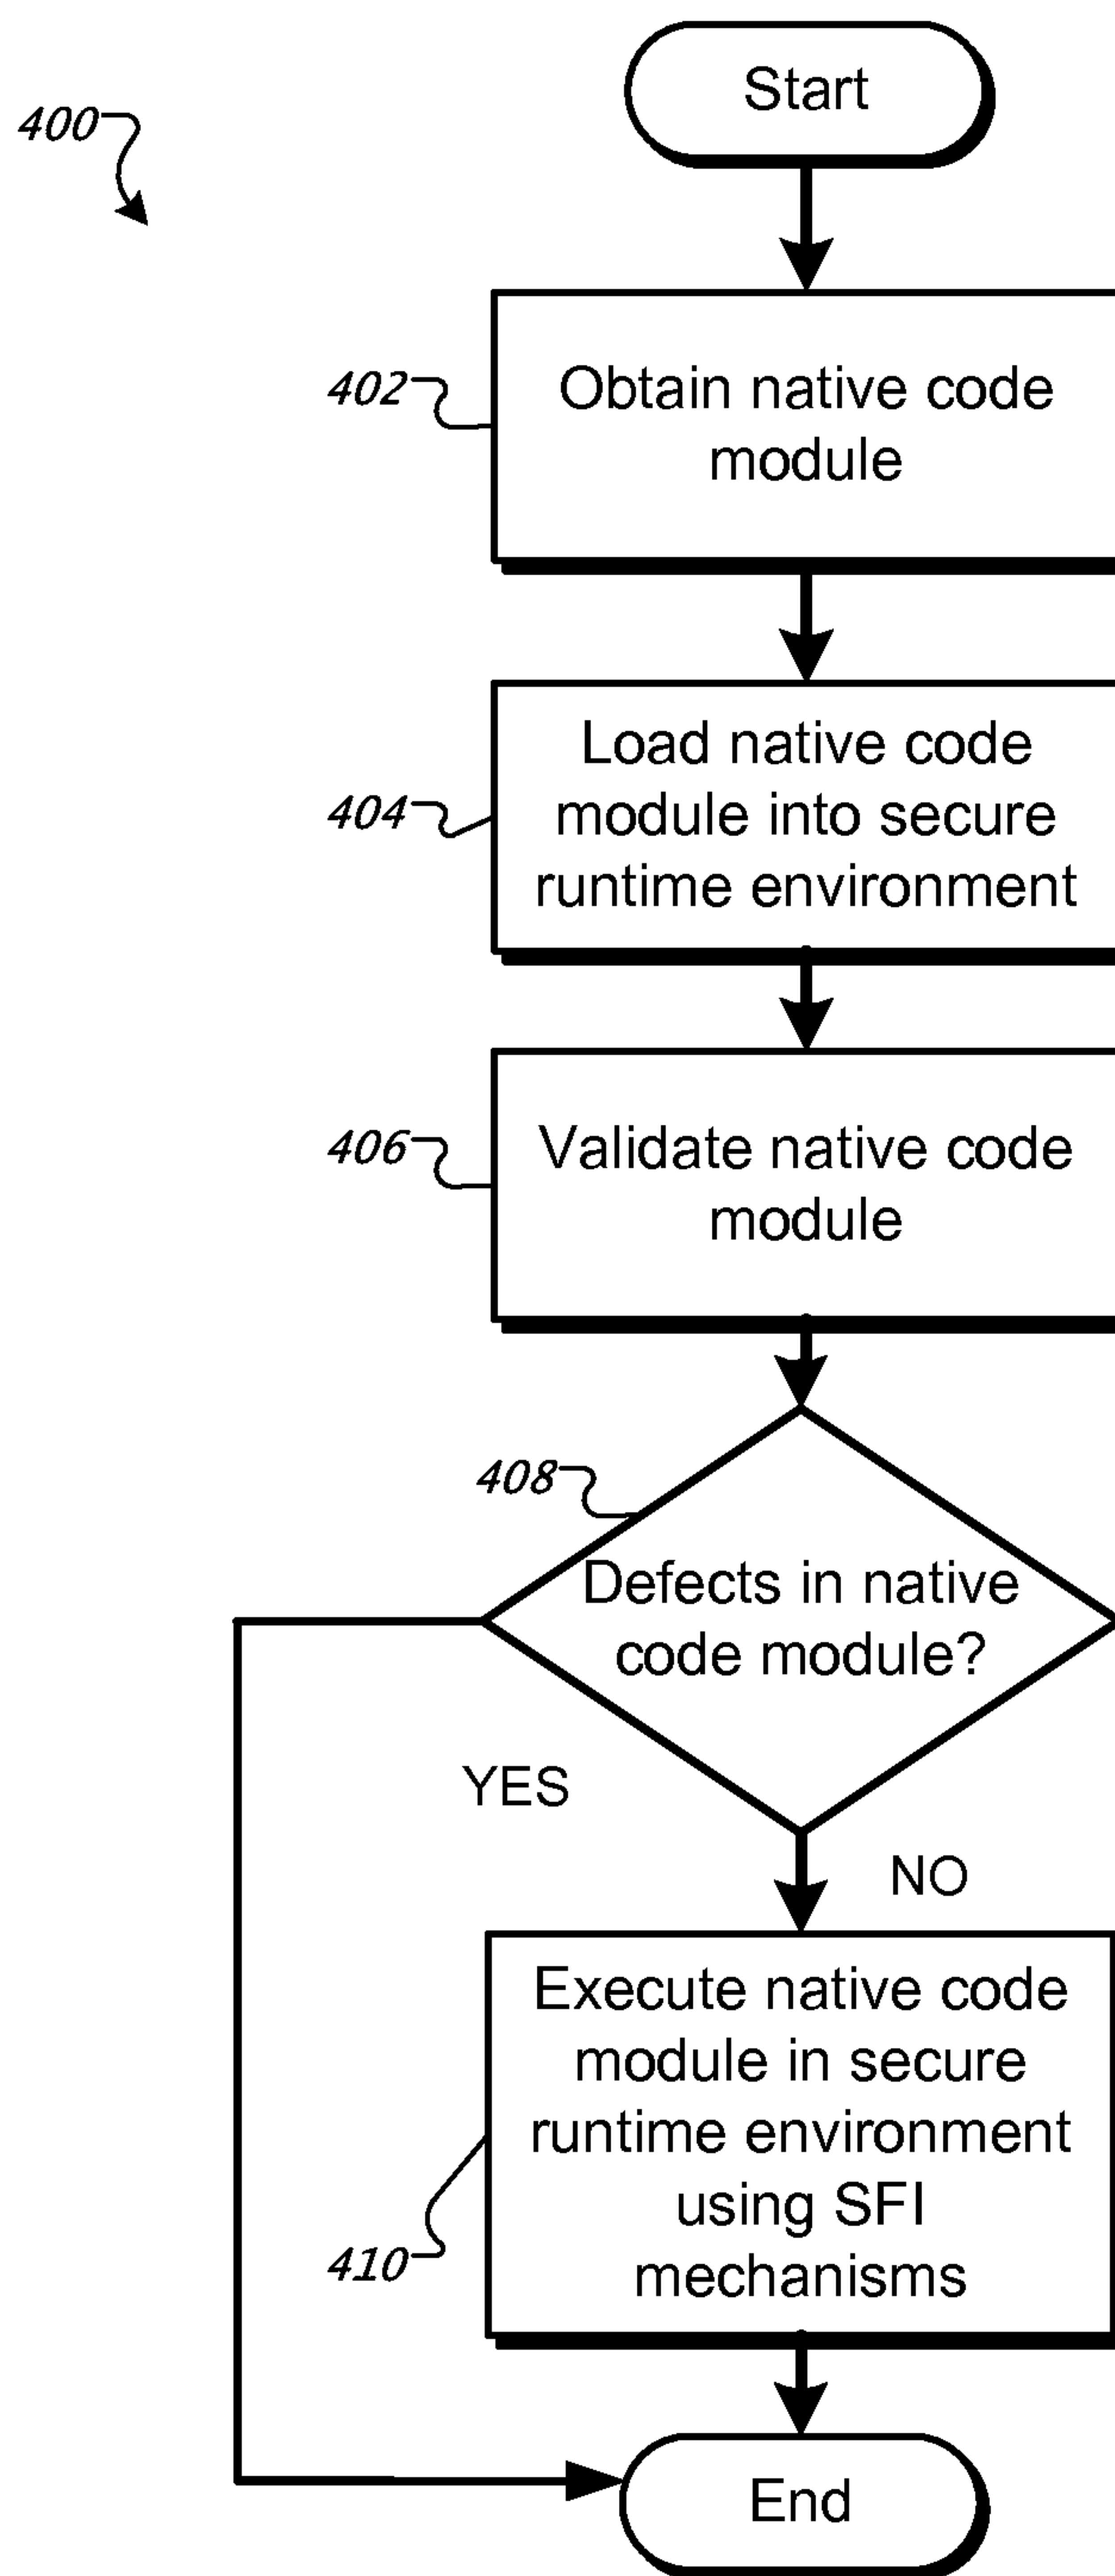 Start
400
402
Obtain native code
module
404
Load native code
module into secure
runtime environment
406
Validate native code
module
408
Defects in native
code module?
YES
NO
Execute native code
module in secure
runtime environment
using SFI
mechanisms
410
End